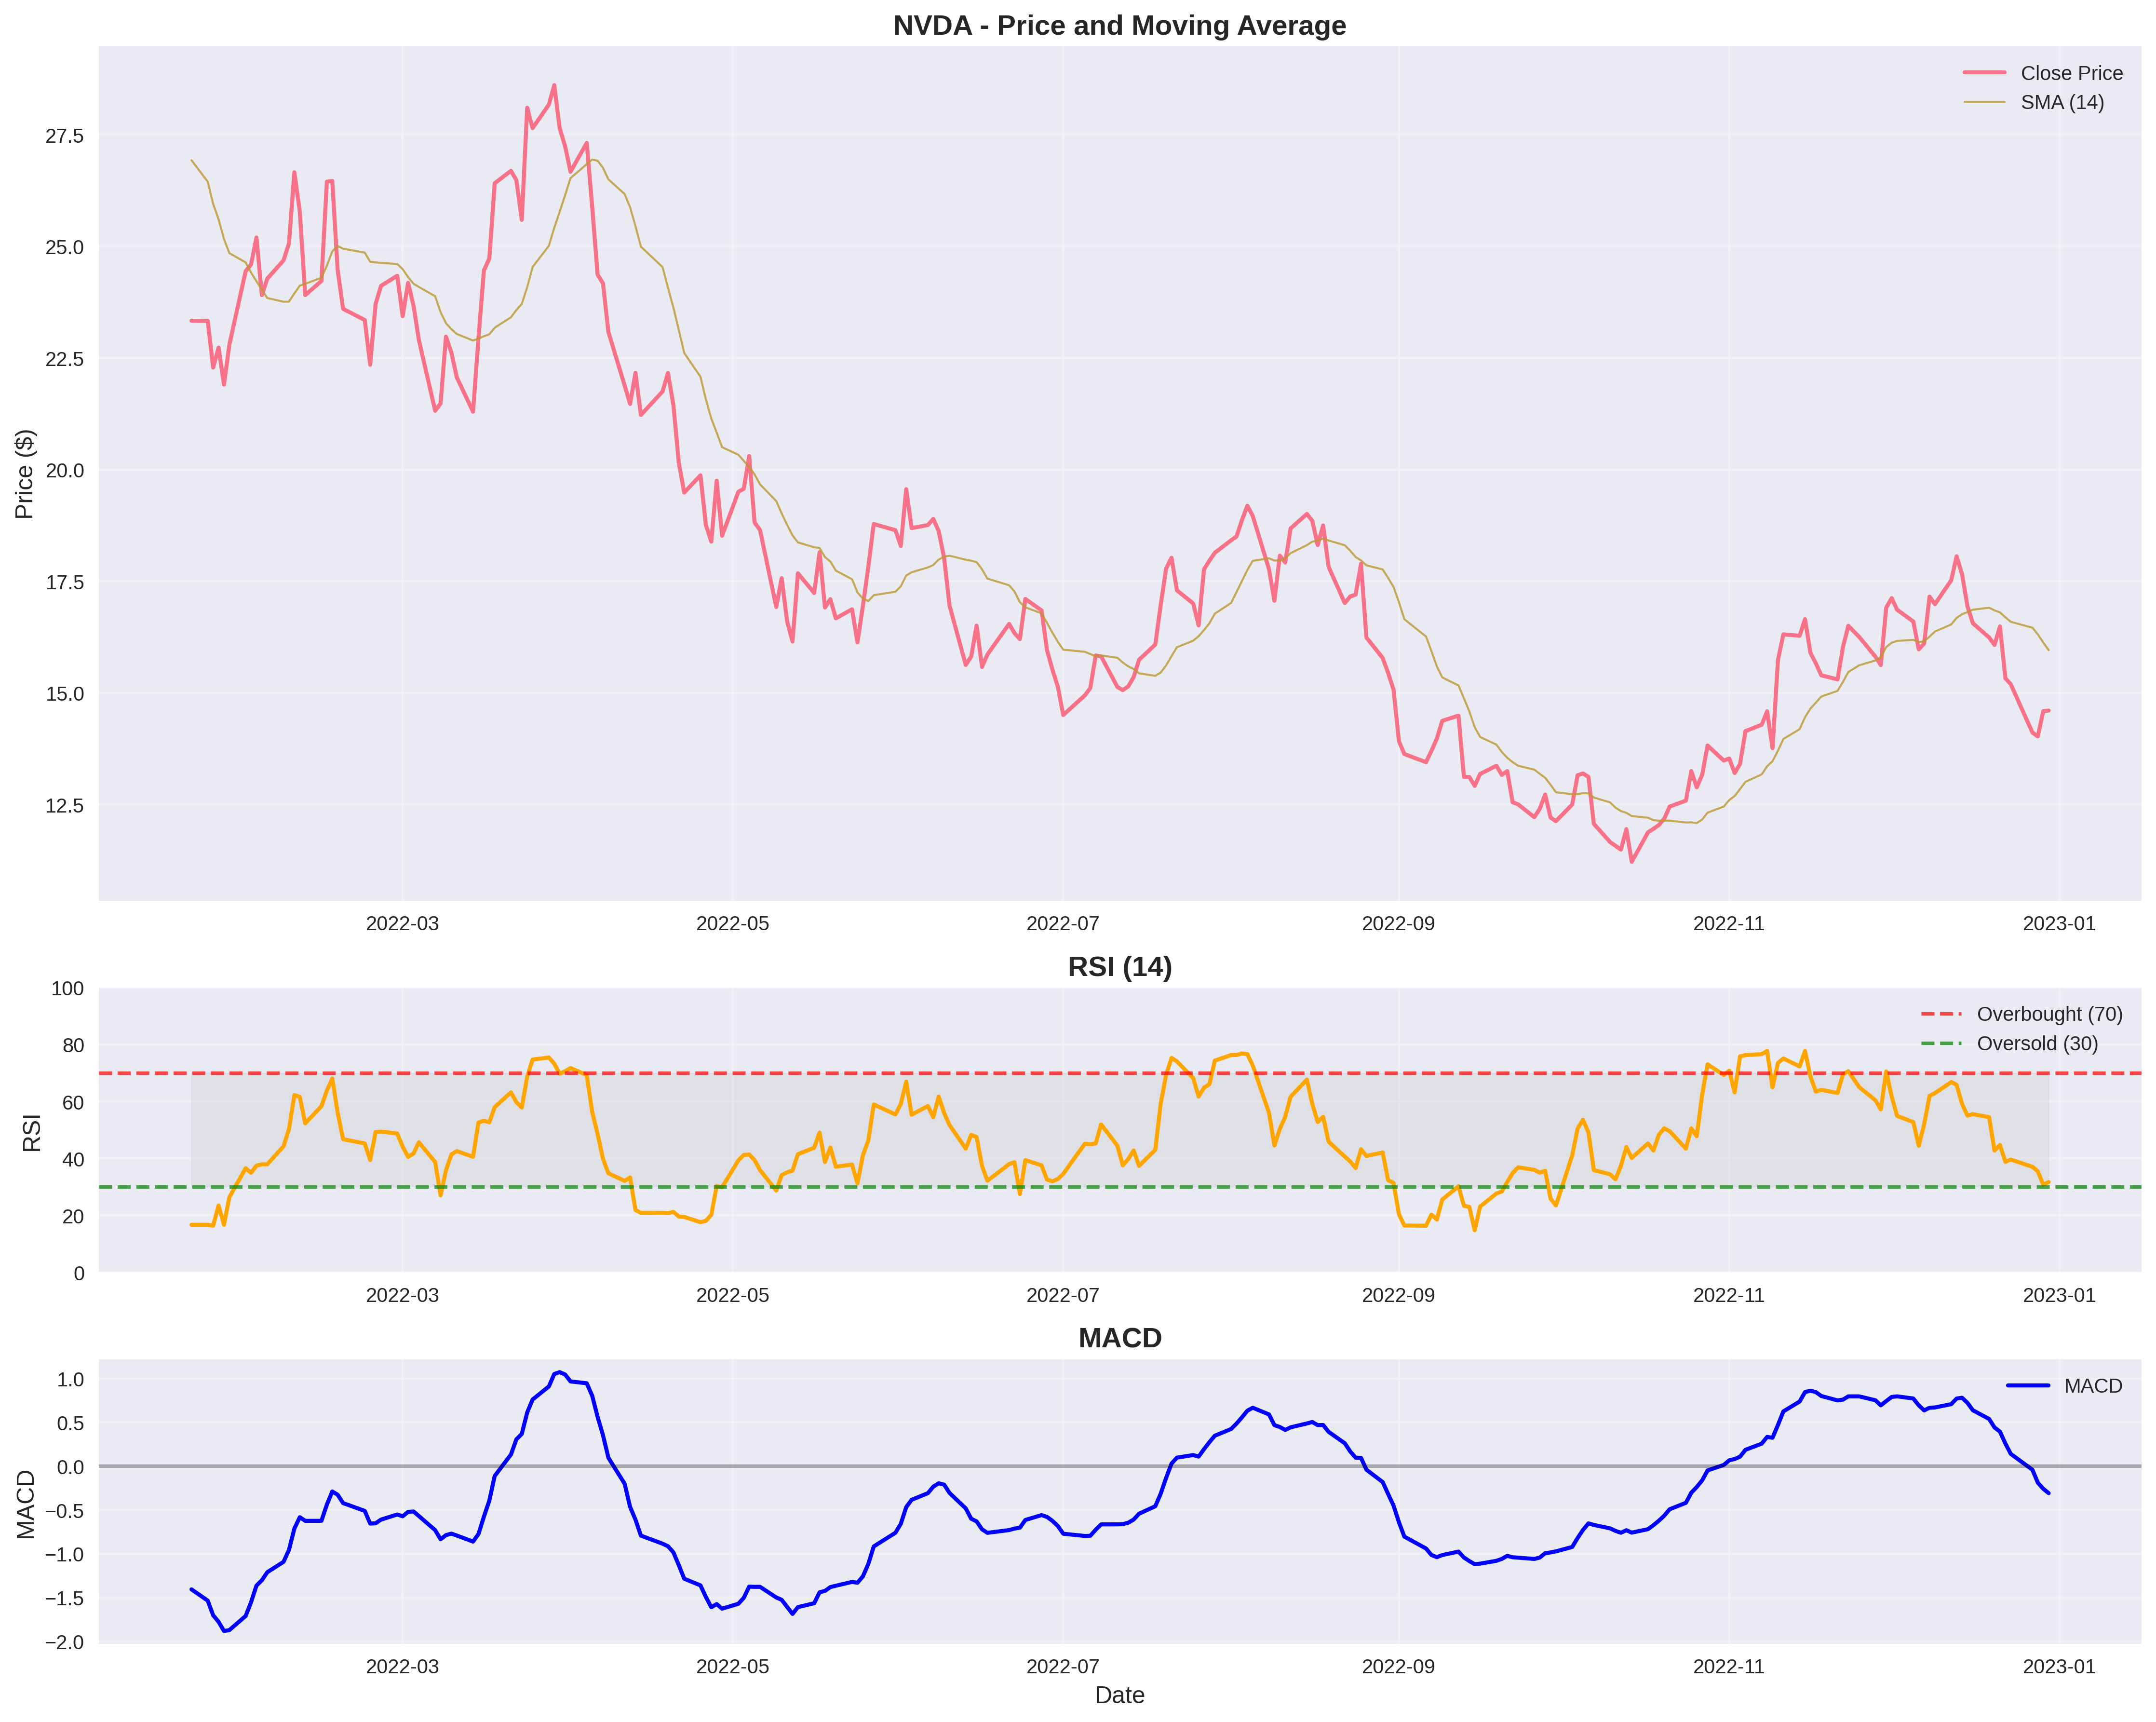 NVDA - Price and Moving Average
Close Price
SMA (14)
27.5
25.0
22.5
20.0
17.5
15.0
12.5
Price ($)
2022-03 2022-05 2022-07 2022-09 2022-11 2023-01
RSI (14)
Overbought (70)
Oversold (30)
100
80
60
40
20
0
RSI
2022-03 2022-05 2022-07 2022-09 2022-11 2023-01
MACD
MACD
1.0
0.5
0.0
−0.5
−1.0
−1.5
−2.0
MACD
2022-03 2022-05 2022-07 2022-09 2022-11 2023-01
Date